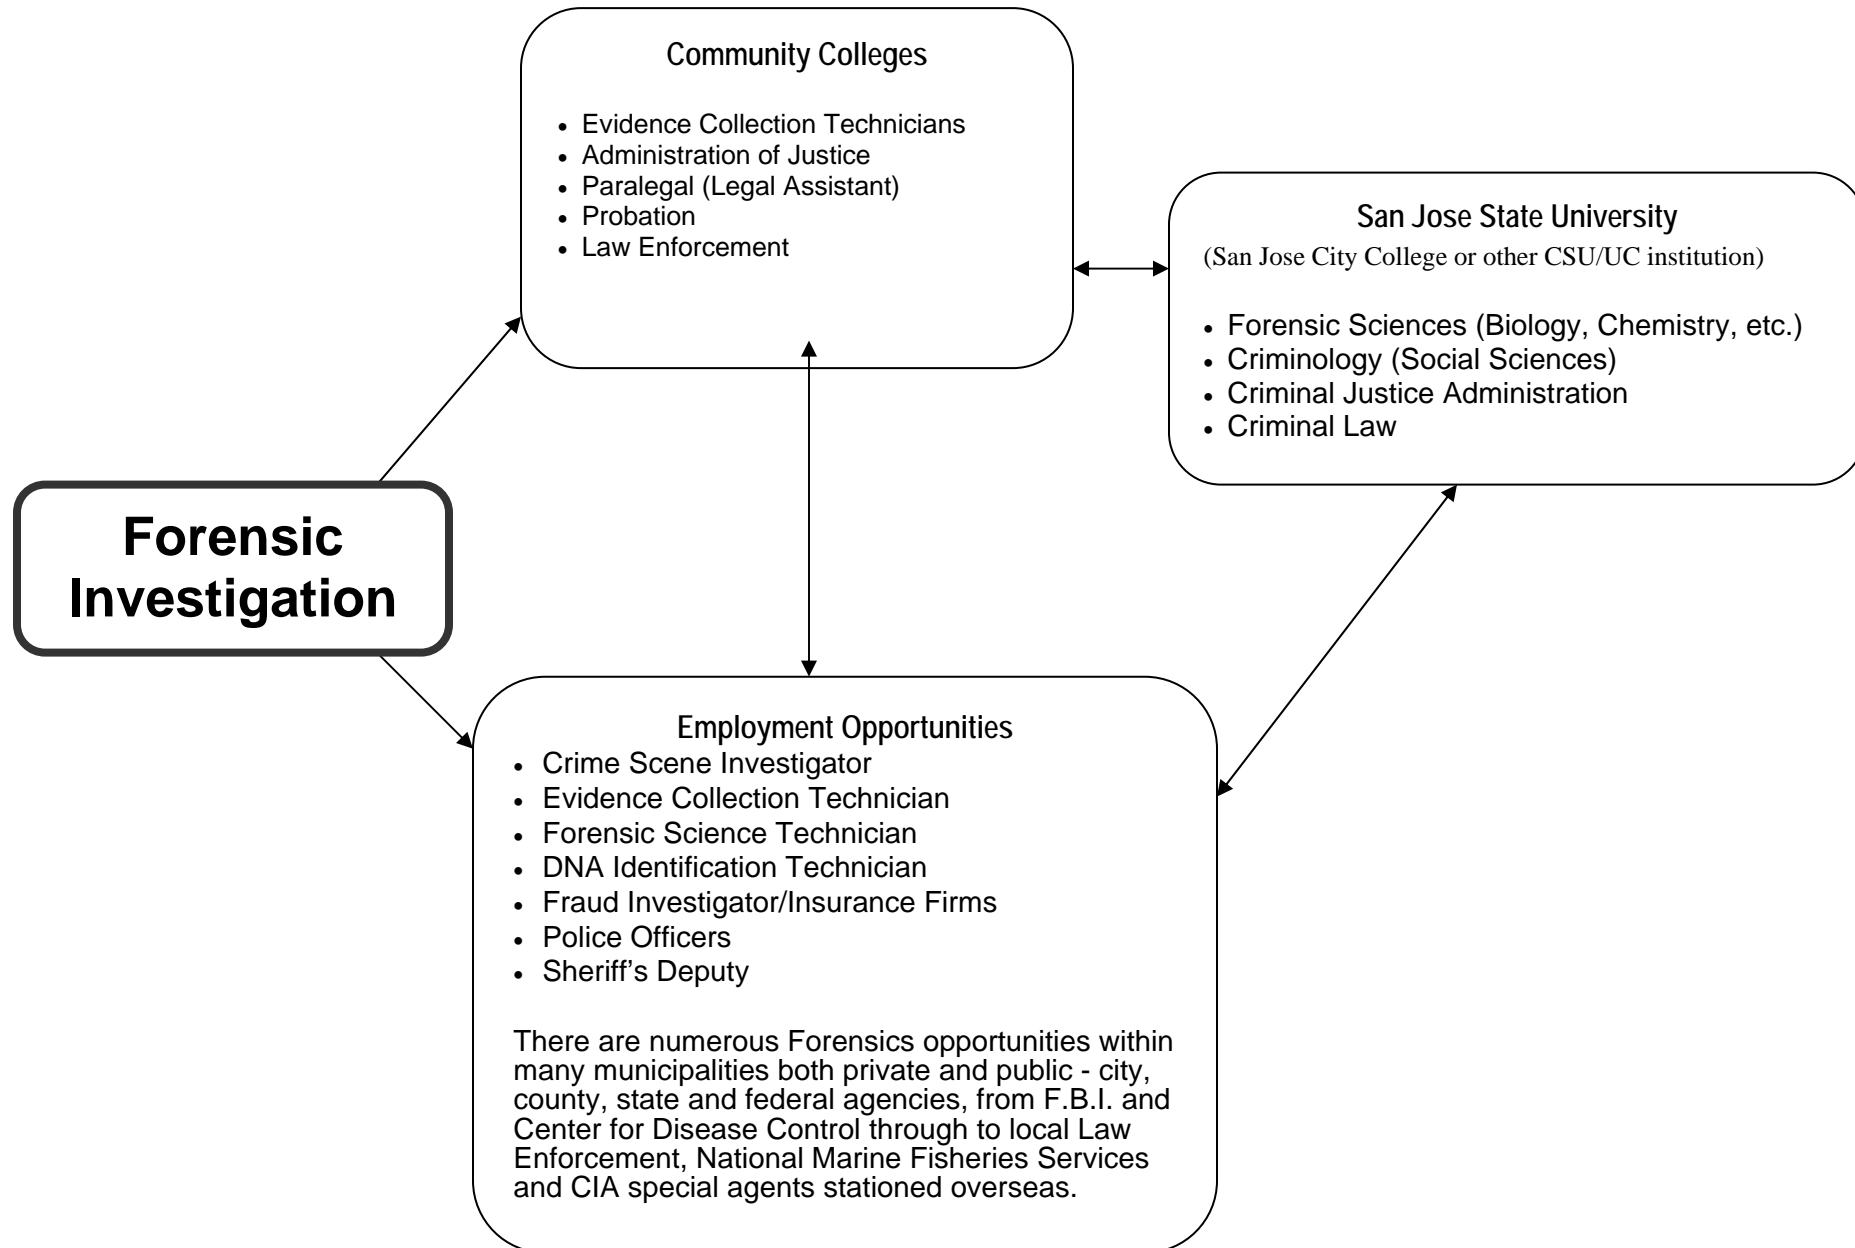 Community Colleges
• Evidence Collection Technicians
• Administration of Justice
• Paralegal (Legal Assistant)
• Probation
• Law Enforcement
San Jose State University
(San Jose City College or other CSU/UC institution)
• Forensic Sciences (Biology, Chemistry, etc.)
• Criminology (Social Sciences)
• Criminal Justice Administration
• Criminal Law
Forensic
Investigation
Employment Opportunities
• Crime Scene Investigator
• Evidence Collection Technician
• Forensic Science Technician
• DNA Identification Technician
• Fraud Investigator/Insurance Firms
• Police Officers
• Sheriff’s Deputy
There are numerous Forensics opportunities within
many municipalities both private and public - city,
county, state and federal agencies, from F.B.I. and
Center for Disease Control through to local Law
Enforcement, National Marine Fisheries Services
and CIA special agents stationed overseas.